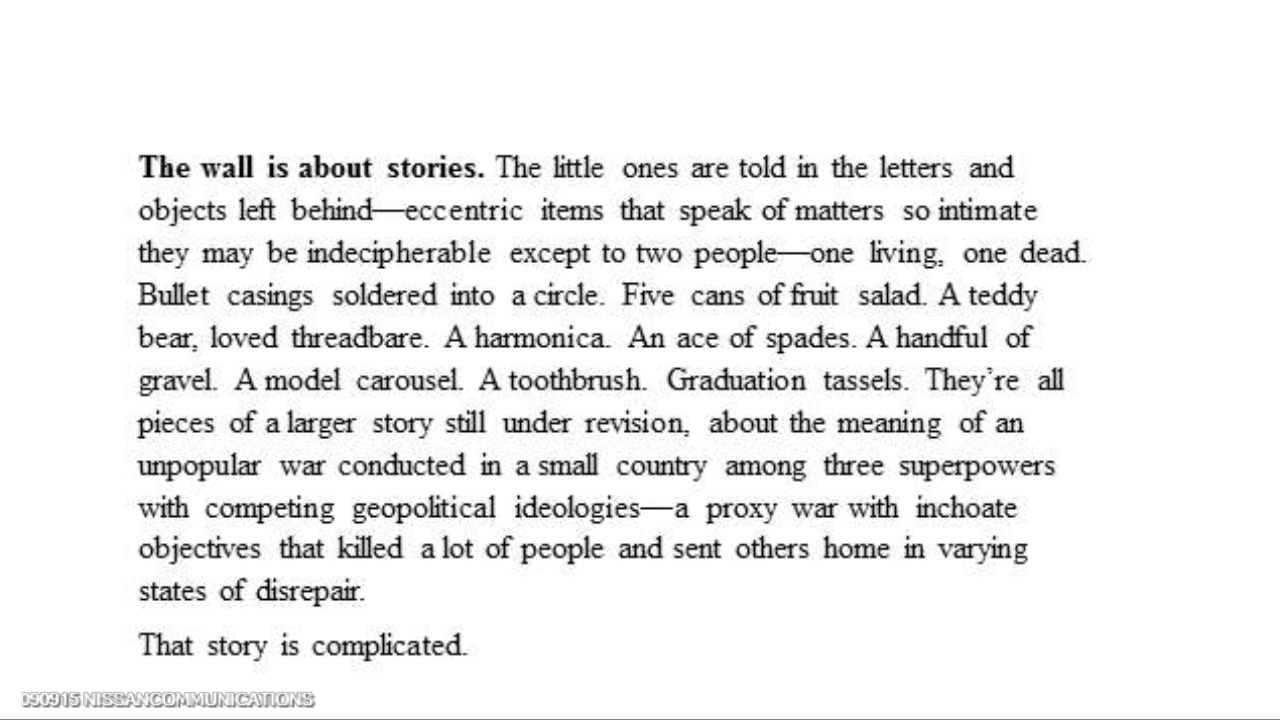 The wall is about stories. The little ones are told in the letters and
objects left behind—eccentric items that speak of matters so intimate
they may be indecipherable except to two people—one living, one dead.
Bullet casings soldered into a circle. Five cans of fruit salad. A teddy
bear, loved threadbare. A harmonica. An ace of spades. A handful of
gravel. A model carousel. A toothbrush. Graduation tassels. They're all
pieces of a larger story still under revision, about the meaning of an
unpopular war conducted in a small country among three superpowers
with competing geopolitical ideologies—a proxy war with inchoate
objectives that killed a lot of people and sent others home in varying
states of disrepair.
That story is complicated.
090915 NISSANCOMMUNICATIONS